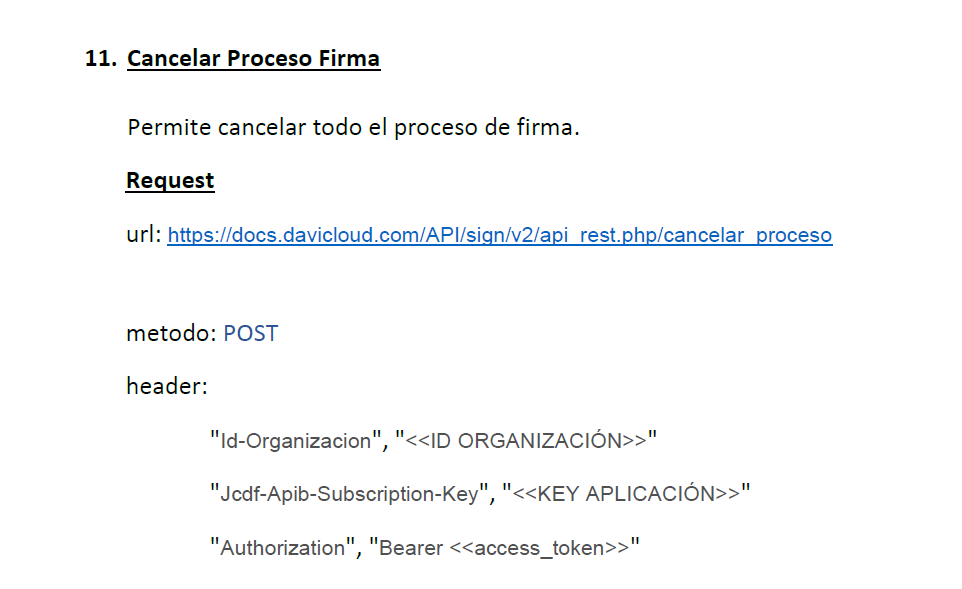 11. Cancelar Proceso Firma
Permite cancelar todo el proceso de firma.
Request
url: https://docs.davicloud.com/API/sign/v2/api_rest.php/cancelar_proceso
metodo: POST
header:
"Id-Organizacion", "<<ID ORGANIZACIÓN>>"
"Jcdf-Apib-Subscription-Key", "<<KEY APLICACIÓN>>"
"Authorization", "Bearer <<access_token>>"